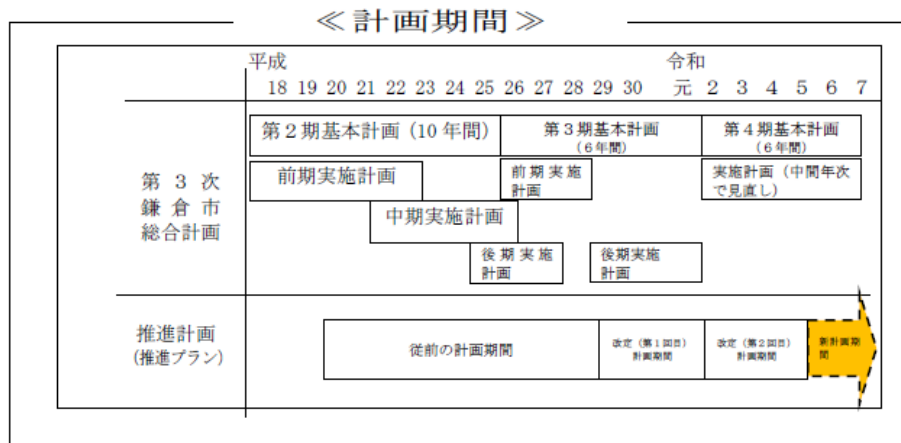 ≪計画期間≫
平成 令和
18 19 20 21 22 23 24 25 26 27 28 29 30 元 2 3 4 5 6 7
第３次
鎌倉市
総合計画
第２期基本計画（10年間）
第３期基本計画
（6年間）
第４期基本計画
（6年間）
前期実施計画
前期実施
計画
実施計画（中間年次
で見直し）
中期実施計画
後期実施
計画
後期実施
計画
推進計画
（推進プラン）
従前の計画期間
改定（第１回目）
計画期間
改定（第２回目）
計画期間
新計画期
間